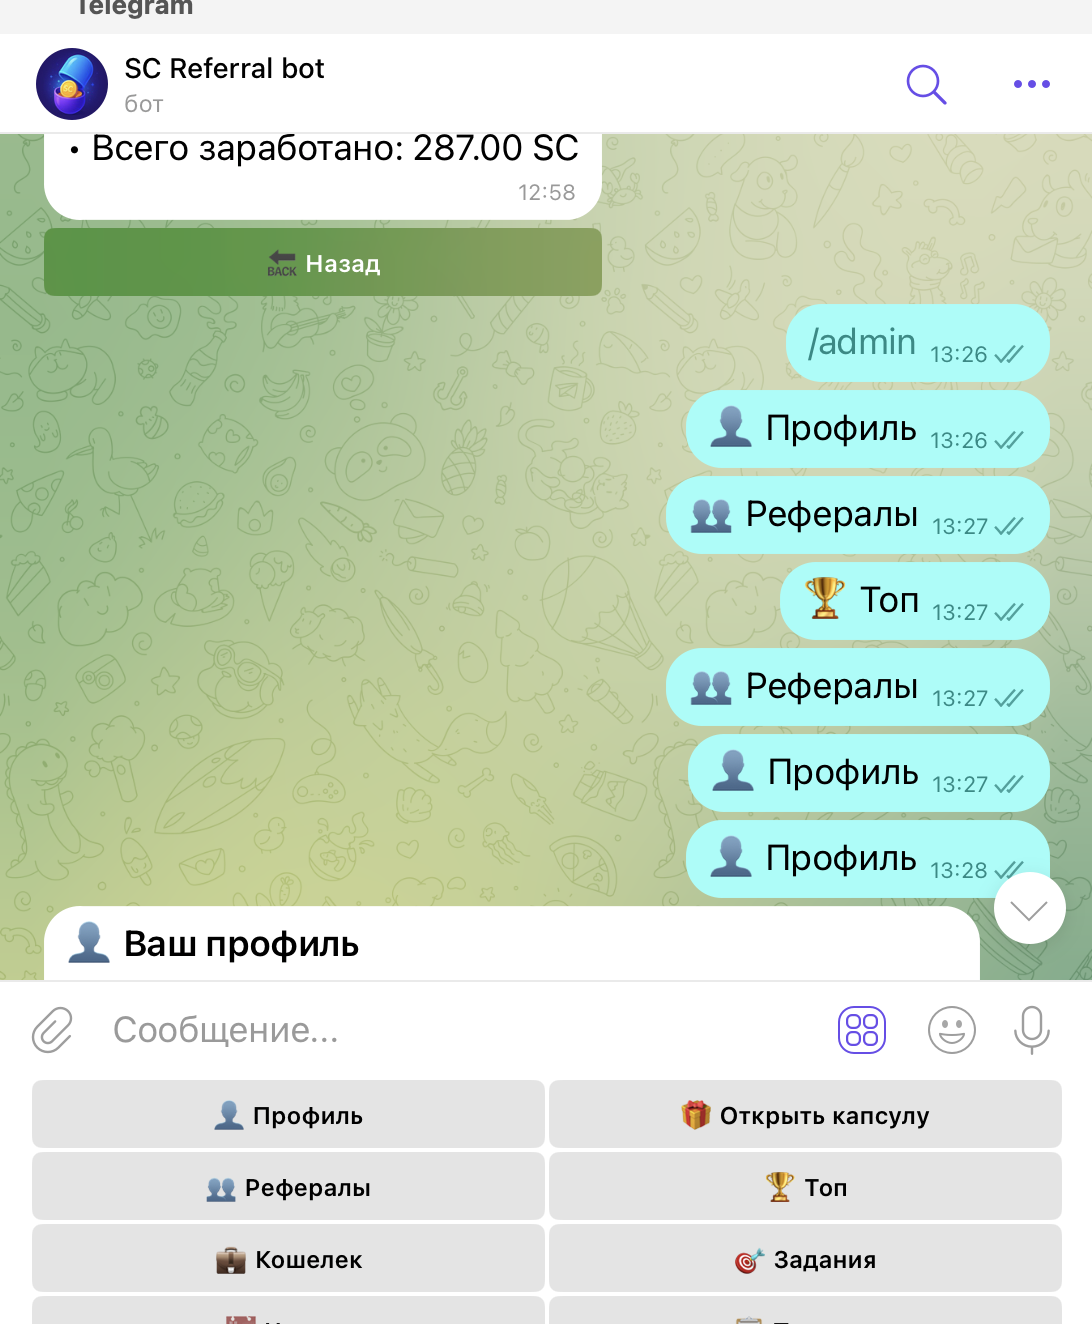 Telegram
SC Referral bot
бот
• Всего заработано: 287.00 SC
12:58
BACK Назад
/admin 13:26
Профиль 13:26
Рефералы 13:27
Топ 13:27
Рефералы 13:27
Профиль 13:27
Профиль 13:28
Ваш профиль
Сообщение...
Профиль
Открыть капсулу
Рефералы
Топ
Кошелек
Задания